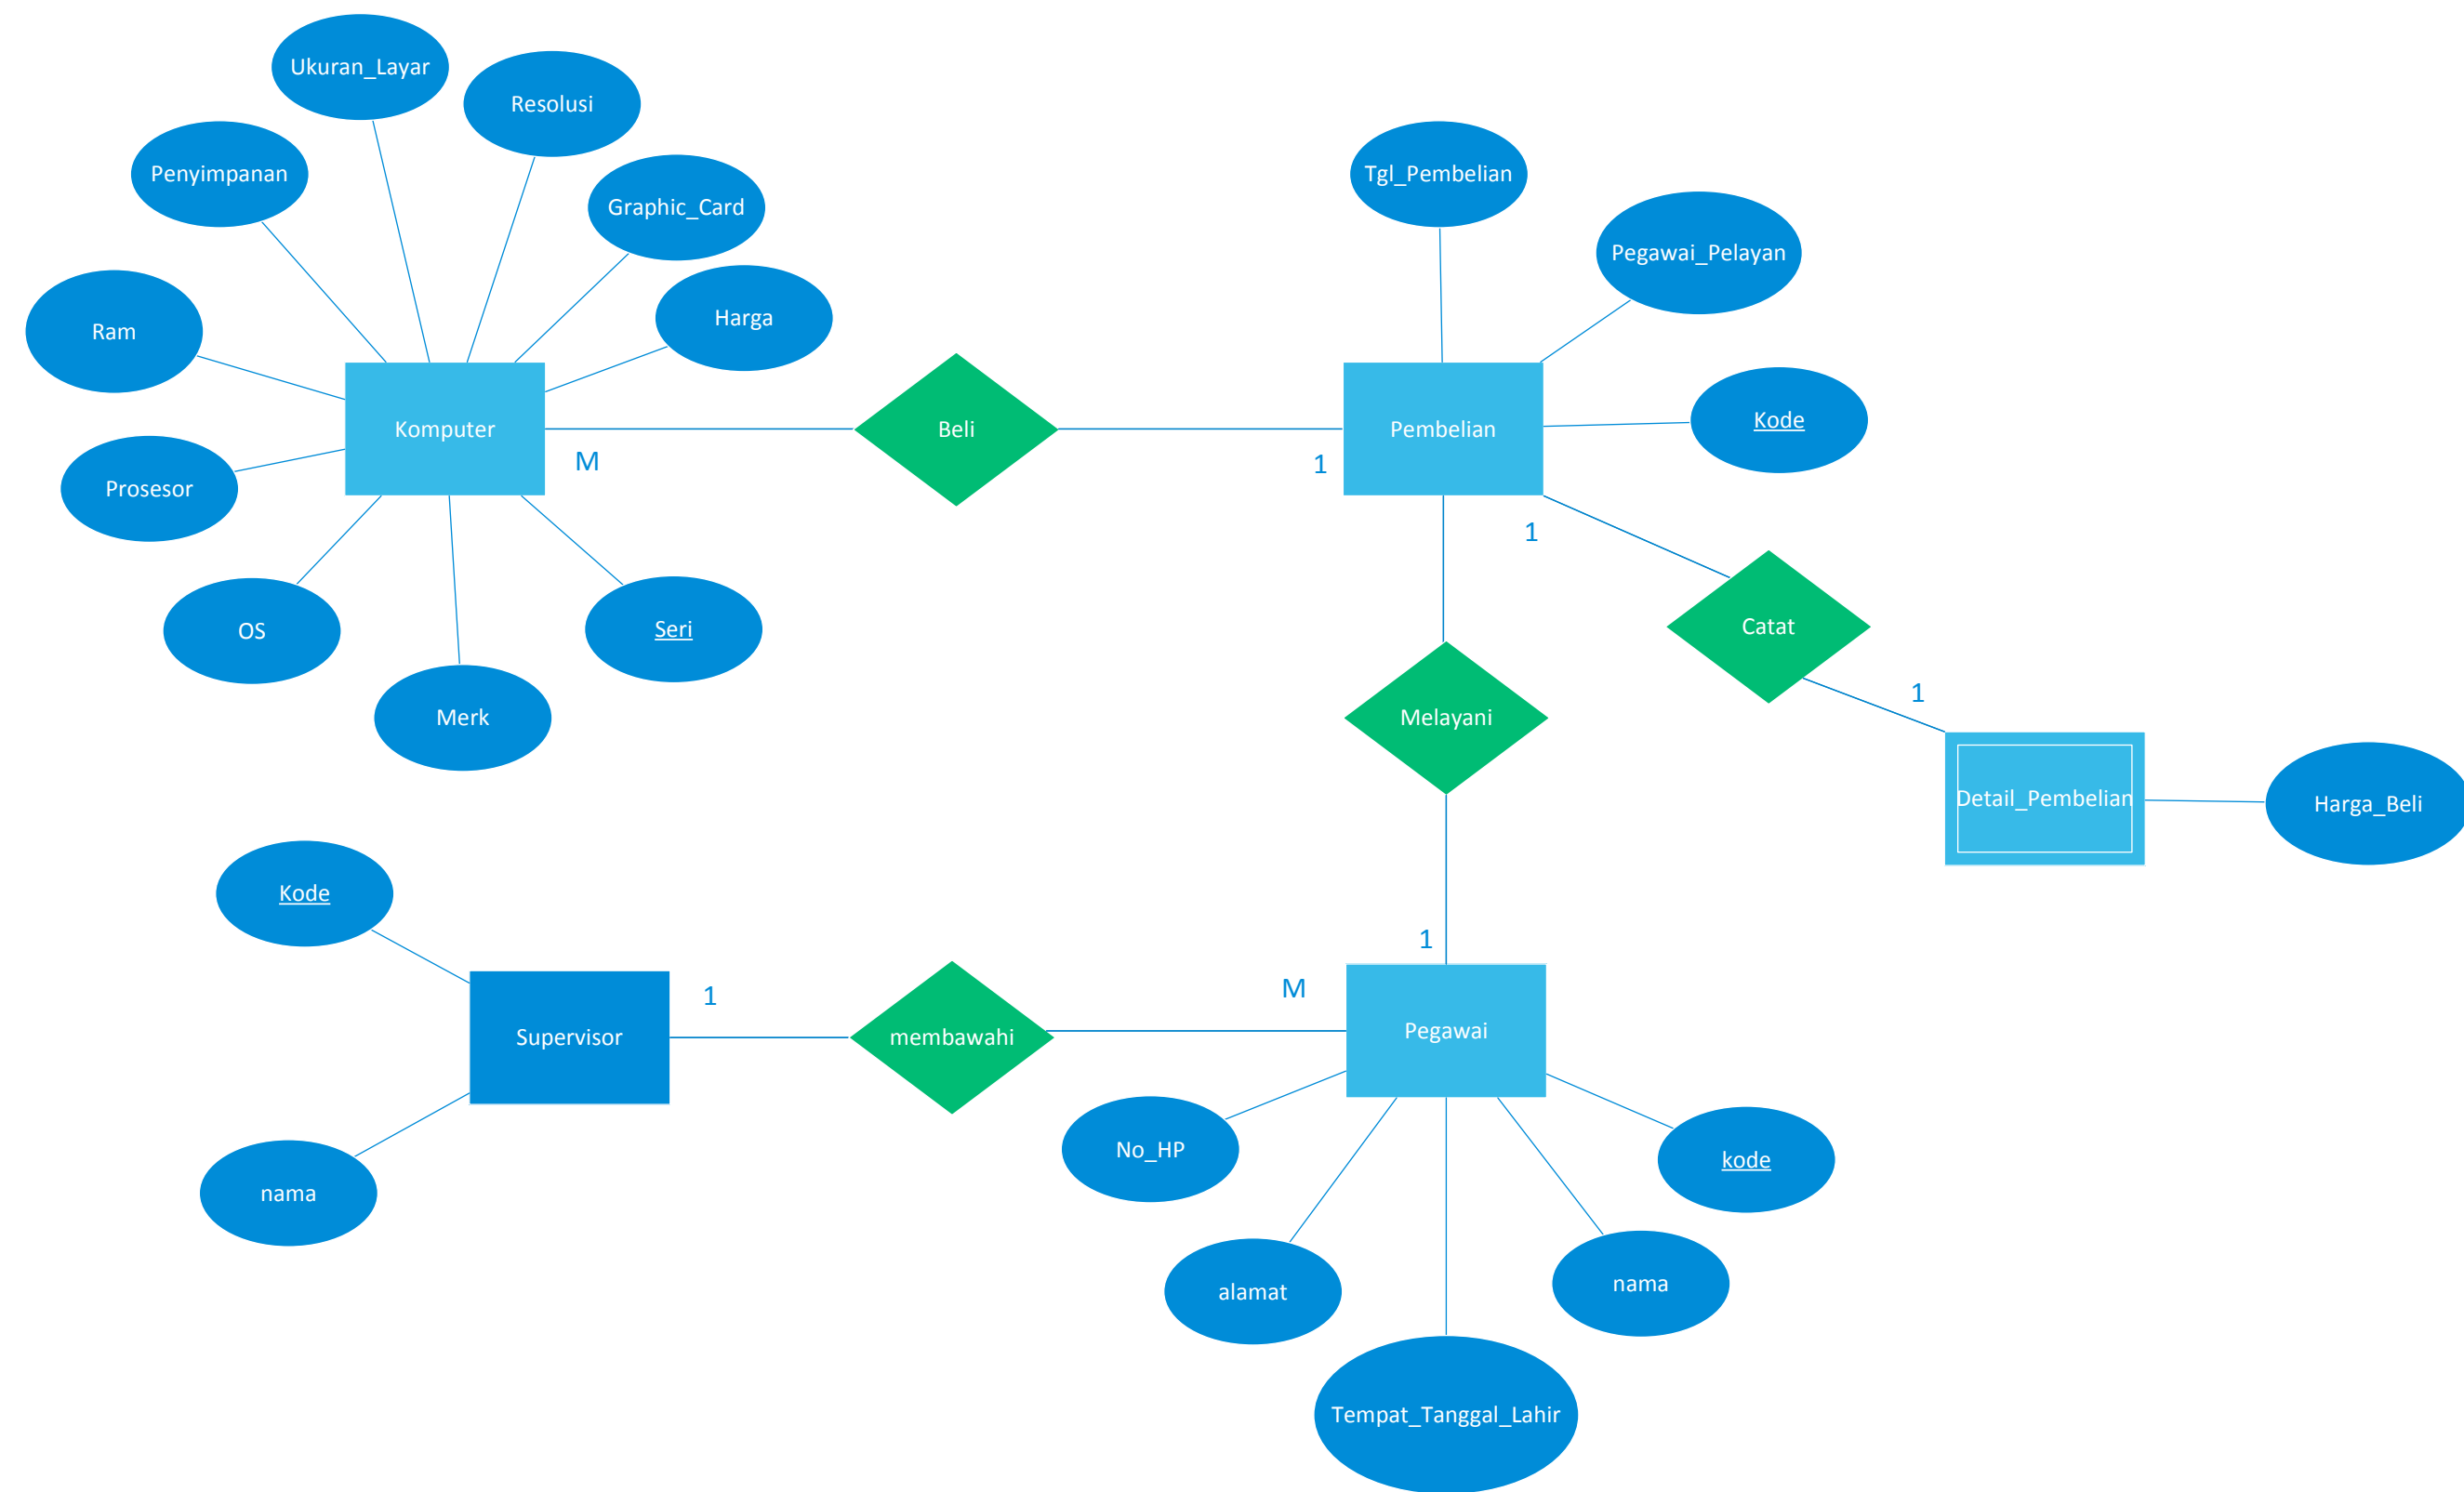 Ukuran_Layar
Resolusi
Penyimpanan
Graphic_Card
Harga
Ram
Komputer
Prosesor
OS
Merk
Seri
M
Beli
1
Tgl_Pembelian
Pegawai_Pelayan
Pembelian
Kode
1
Catat
1
Melayani
Detail_Pembelian
Harga_Beli
Kode
Supervisor
nama
1
membawahi
M
1
Pegawai
No_HP
kode
alamat
nama
Tempat_Tanggal_Lahir